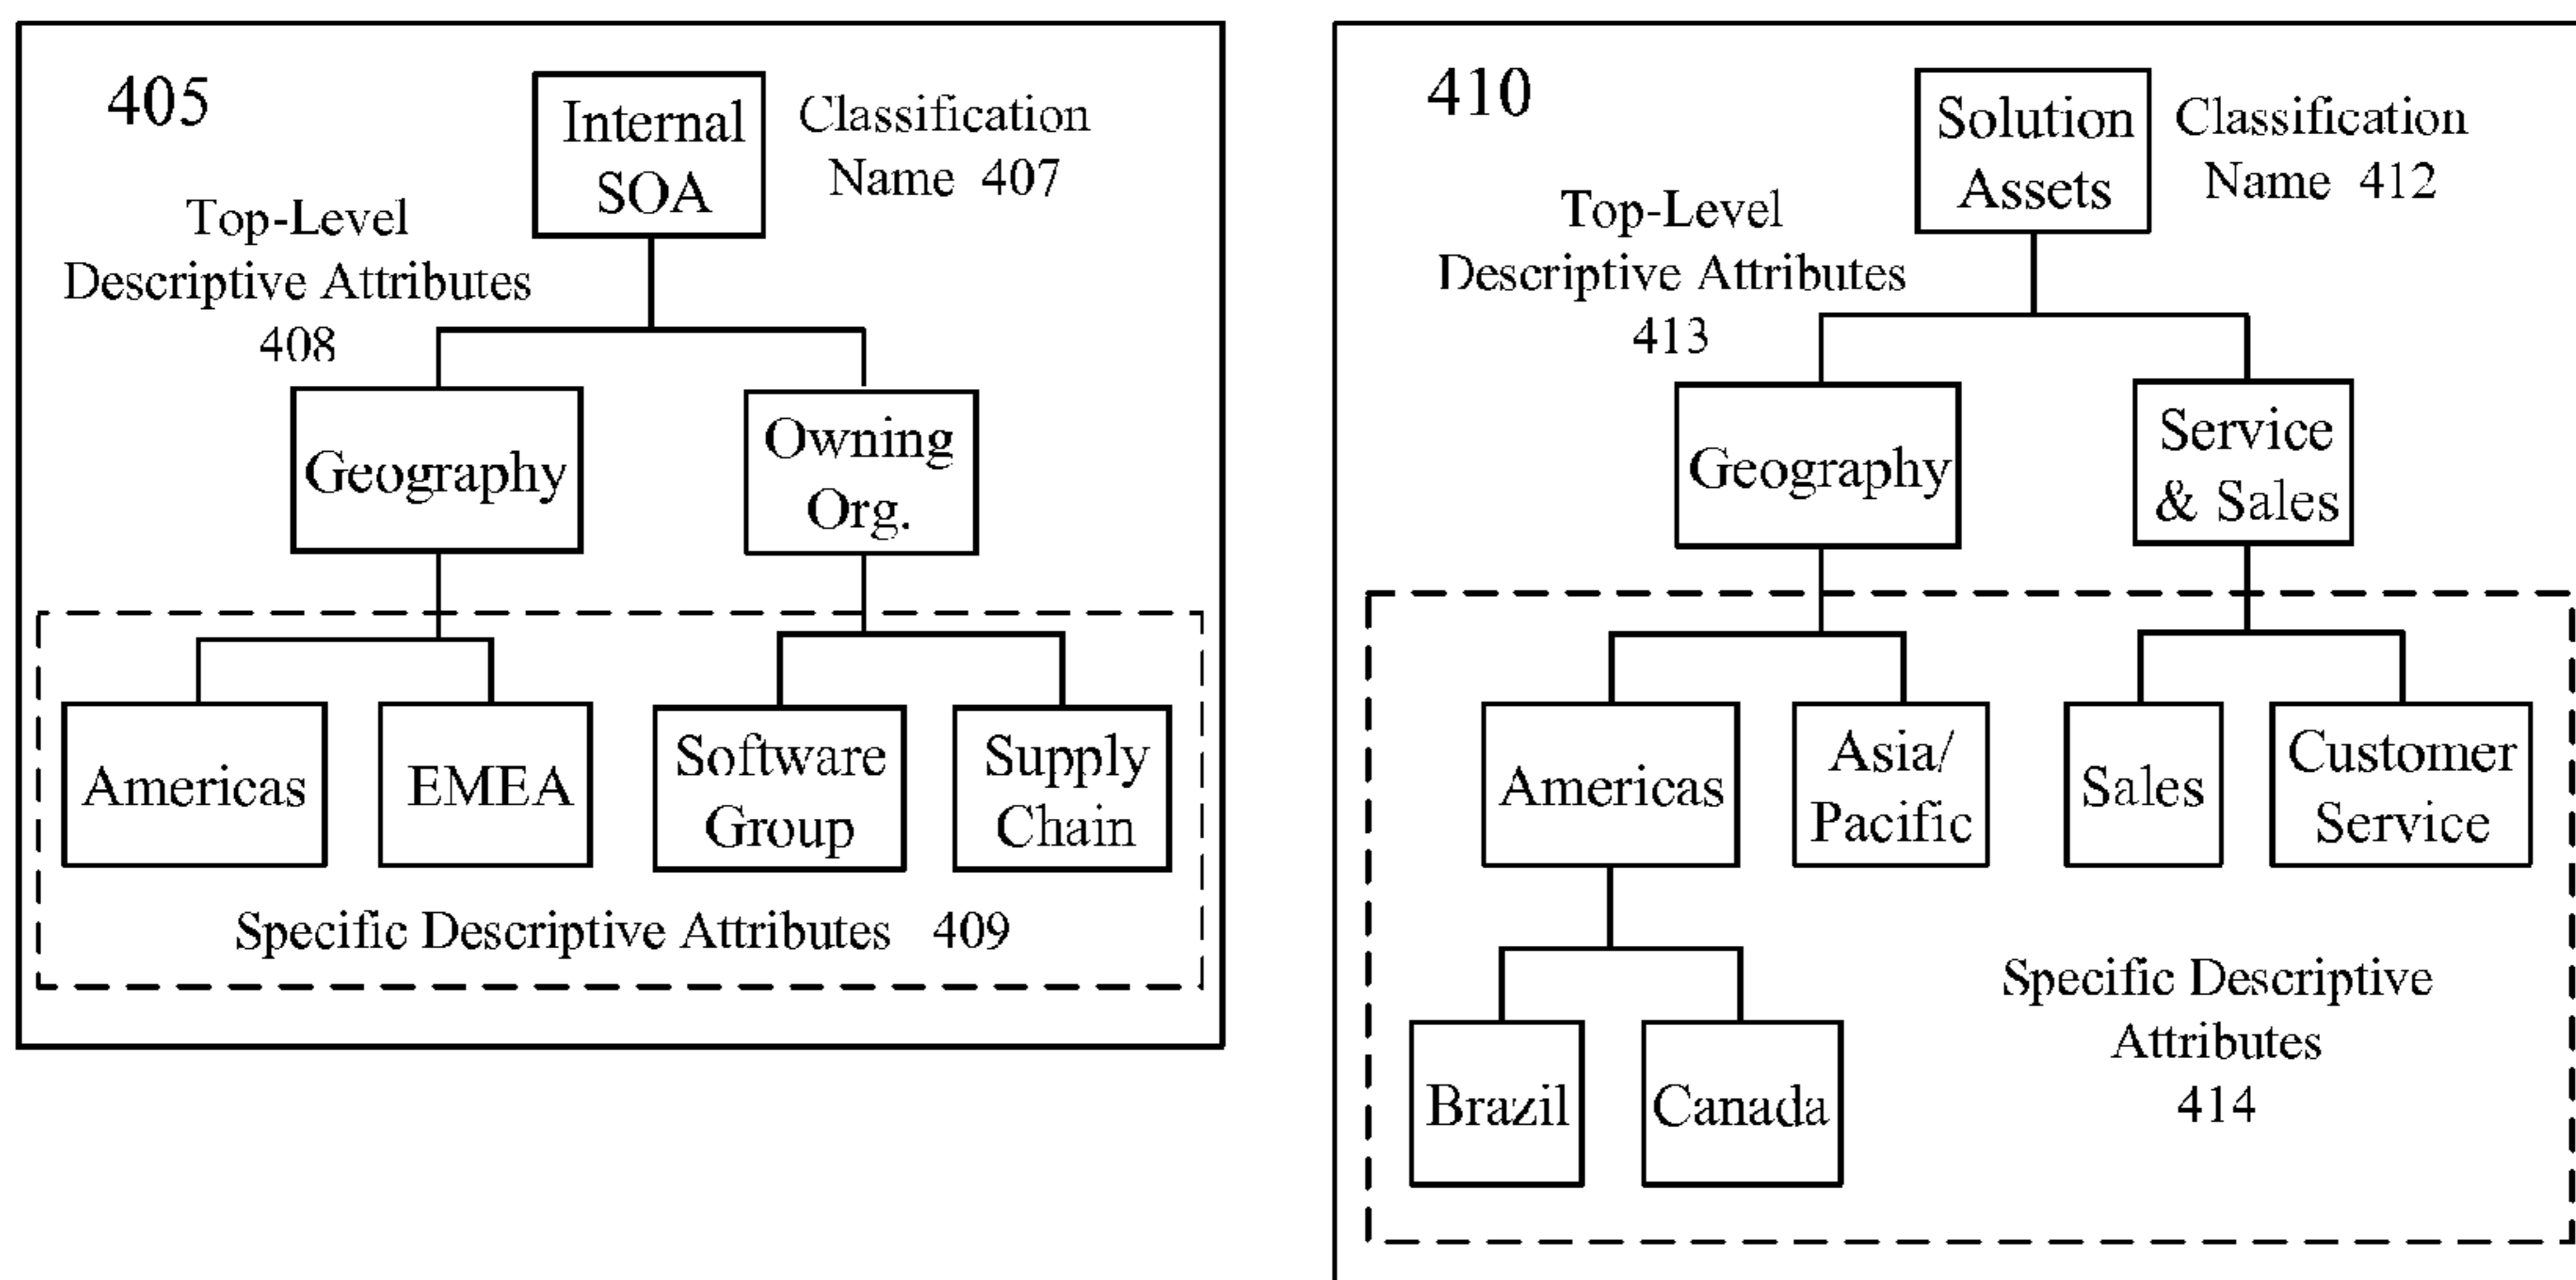 405
Internal
SOA
Classification
Name 407
Top-Level
Descriptive Attributes
408
Geography
Owning
Org.
Americas
EMEA
Software
Group
Supply
Chain
Specific Descriptive Attributes 409
410
Solution
Assets
Classification
Name 412
Top-Level
Descriptive Attributes
413
Geography
Service
& Sales
Americas
Asia/
Pacific
Sales
Customer
Service
Brazil
Canada
Specific Descriptive
Attributes
414